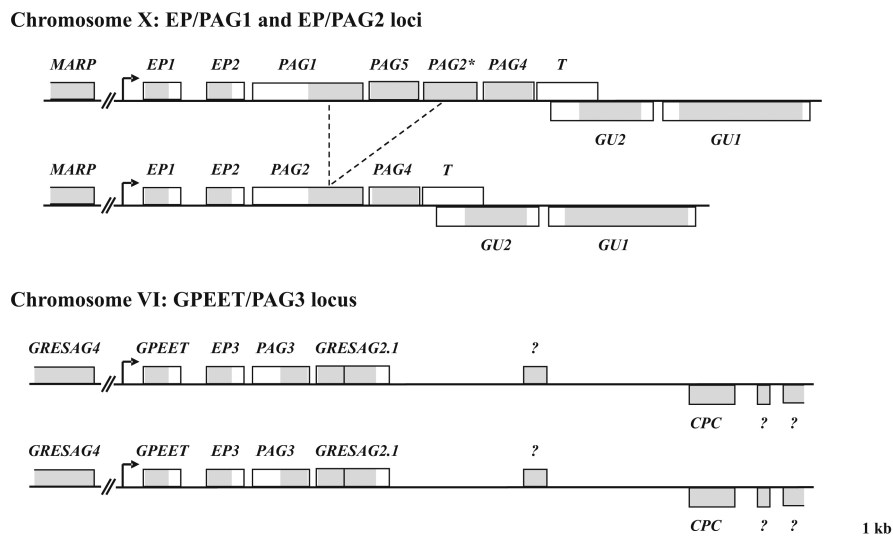 Chromosome X: EP/PAG1 and EP/PAG2 loci
MARP EP1 EP2 PAG1 PAG5 PAG2* PAG4 T
GU2 GU1
MARP EP1 EP2 PAG2 PAG4 T
GU2 GU1
Chromosome VI: GPEET/PAG3 locus
GRESAG4 GPEET EP3 PAG3 GRESAG2.1 ?
CPC ? ?
GRESAG4 GPEET EP3 PAG3 GRESAG2.1 ?
CPC ? ?
1 kb